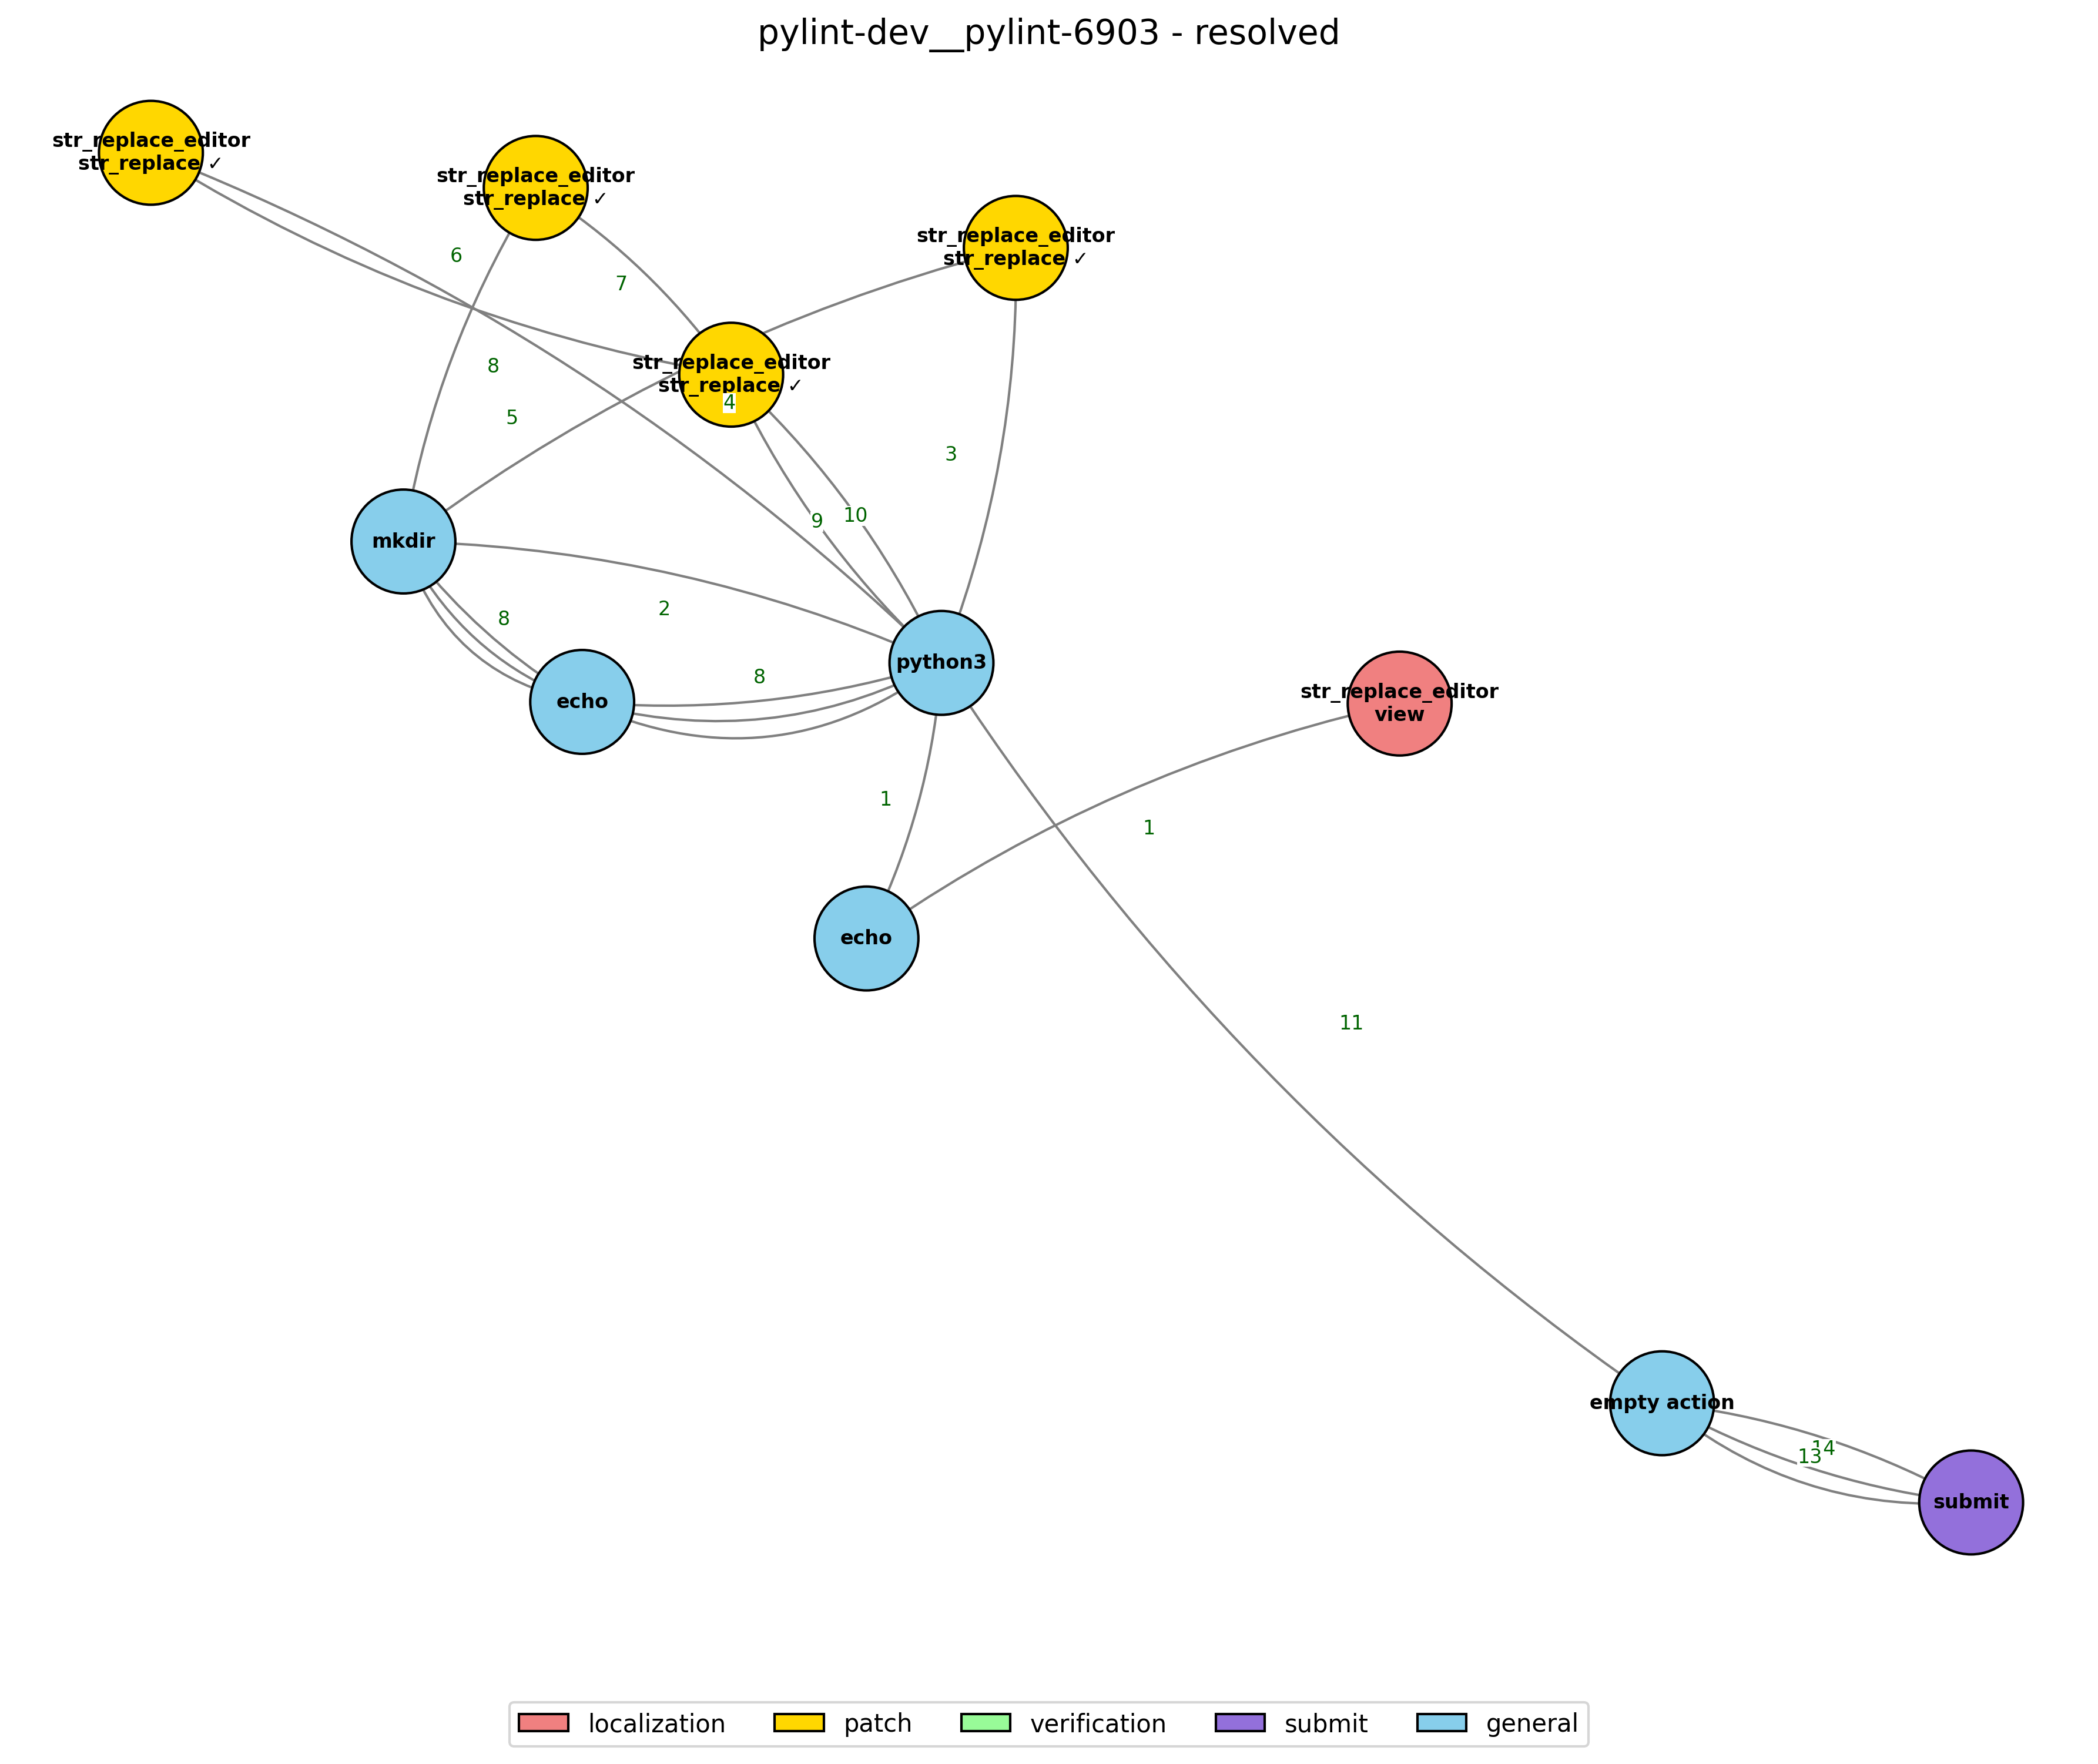 pylint-dev__pylint-6903 - resolved
str_replace_editor
str_replace ✓
str_replace_editor
str_replace ✓
str_replace_editor
str_replace ✓
6
7
str_replace_editor
str_replace ✓
8
4
5
3
9
10
mkdir
2
8
python3
8
echo
str_replace_editor
view
1
1
echo
11
empty action
14
13
submit
localization
patch
verification
submit
general